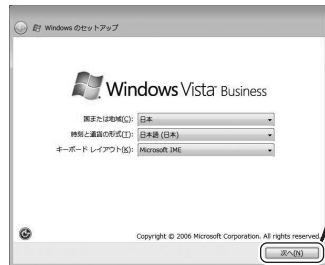 Windows のセットアップ
Windows Vista™ Business
国または地域(C): 日本
時刻と通貨の形式(T): 日本語 (日本)
キーボード レイアウト(K): Microsoft IME
Copyright © 2006 Microsoft Corporation. All rights reserved.
次へ(N)